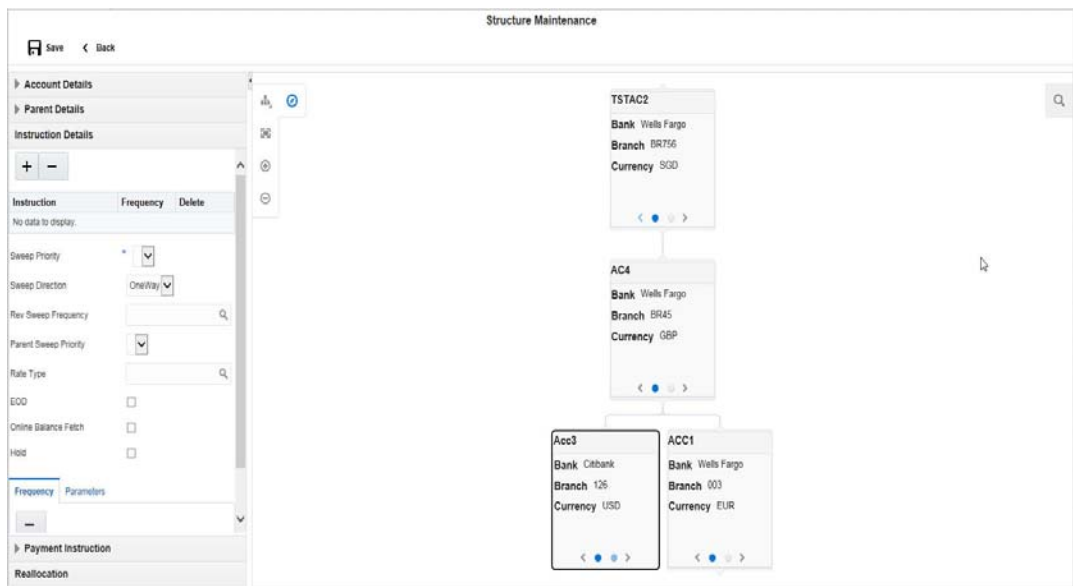 Structure Maintenance
Save Back
Account Details
Parent Details
Instruction Details
Instruction Frequency Delete
No data to display.
Sweep Priority *
Sweep Direction OneWay
Rev Sweep Frequency
Parent Sweep Priority
Rate Type
EOD
Online Balance Fetch
Hold
Frequency Parameters
Payment Instruction
Reallocation
TSTAC2
Bank Wells Fargo
Branch BR756
Currency SGD
AC4
Bank Wells Fargo
Branch BR45
Currency GBP
Acc3
Bank Citibank
Branch 126
Currency USD
ACC1
Bank Wells Fargo
Branch 003
Currency EUR